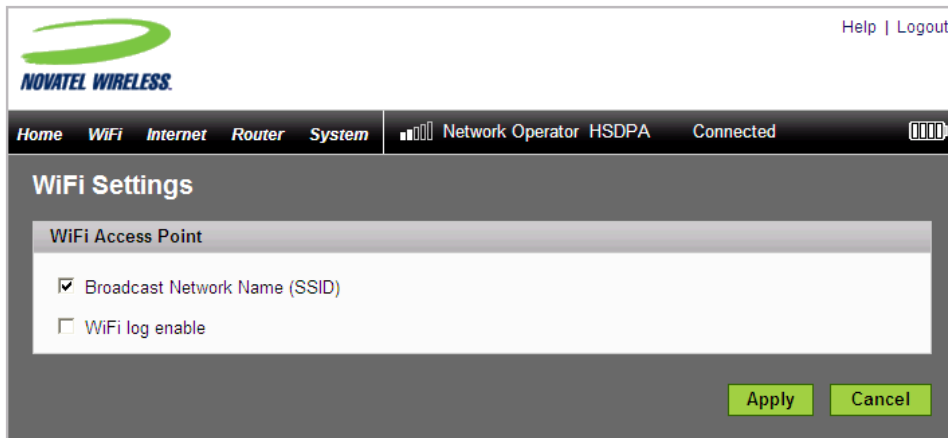 Help | Logout
NOVATEL WIRELESS.
Home WiFi Internet Router System Network Operator HSDPA Connected
WiFi Settings
WiFi Access Point
Broadcast Network Name (SSID)
WiFi log enable
Apply Cancel